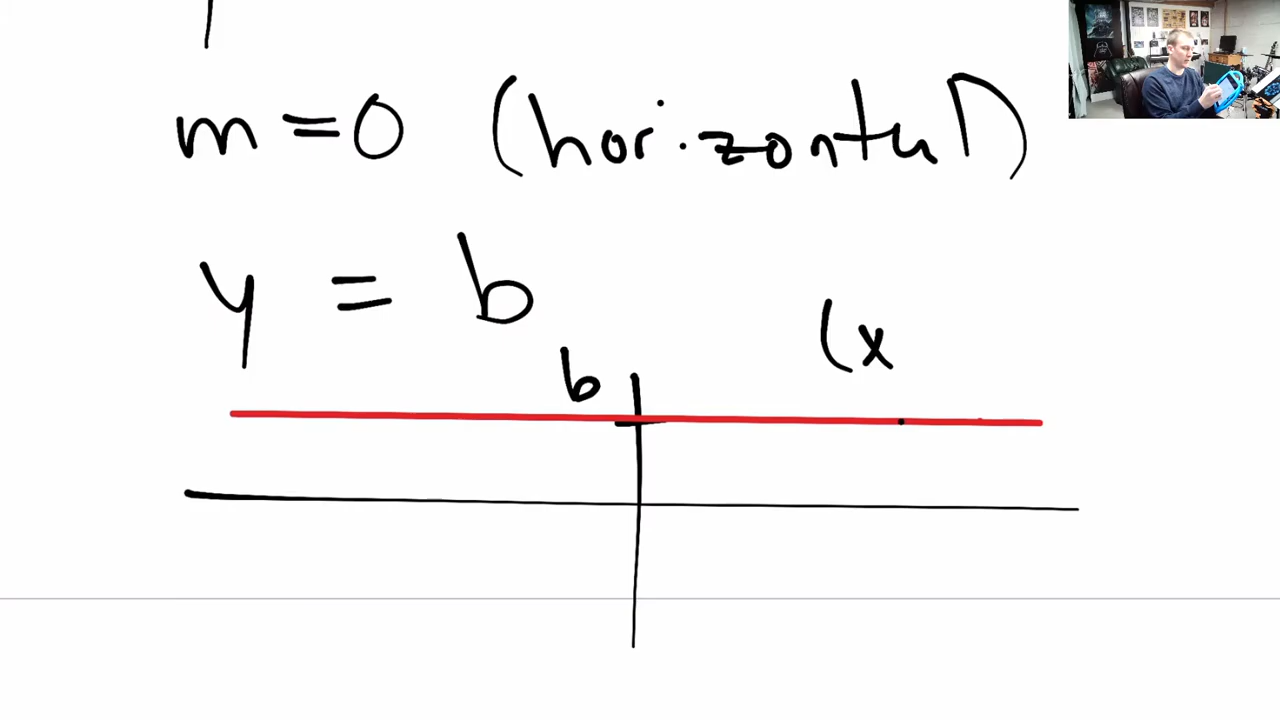 m = 0 (horizontal)
y = b
b
(x